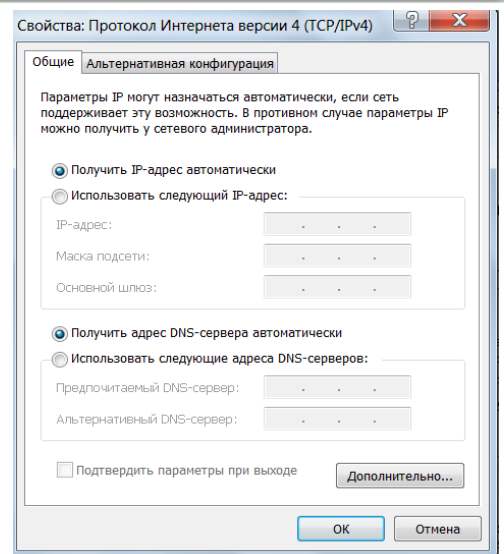 Свойства: Протокол Интернета версии 4 (TCP/IPv4)
Общие
Альтернативная конфигурация
Параметры IP могут назначаться автоматически, если сеть
поддерживает эту возможность. В противном случае параметры IP
можно получить у сетевого администратора.
Получить IP-адрес автоматически
Использовать следующий IP-адрес:
IP-адрес:
Маска подсети:
Основной шлюз:
Получить адрес DNS-сервера автоматически
Использовать следующие адреса DNS-серверов:
Предпочитаемый DNS-сервер:
Альтернативный DNS-сервер:
Подтвердить параметры при выходе
Дополнительно...
ОК
Отмена